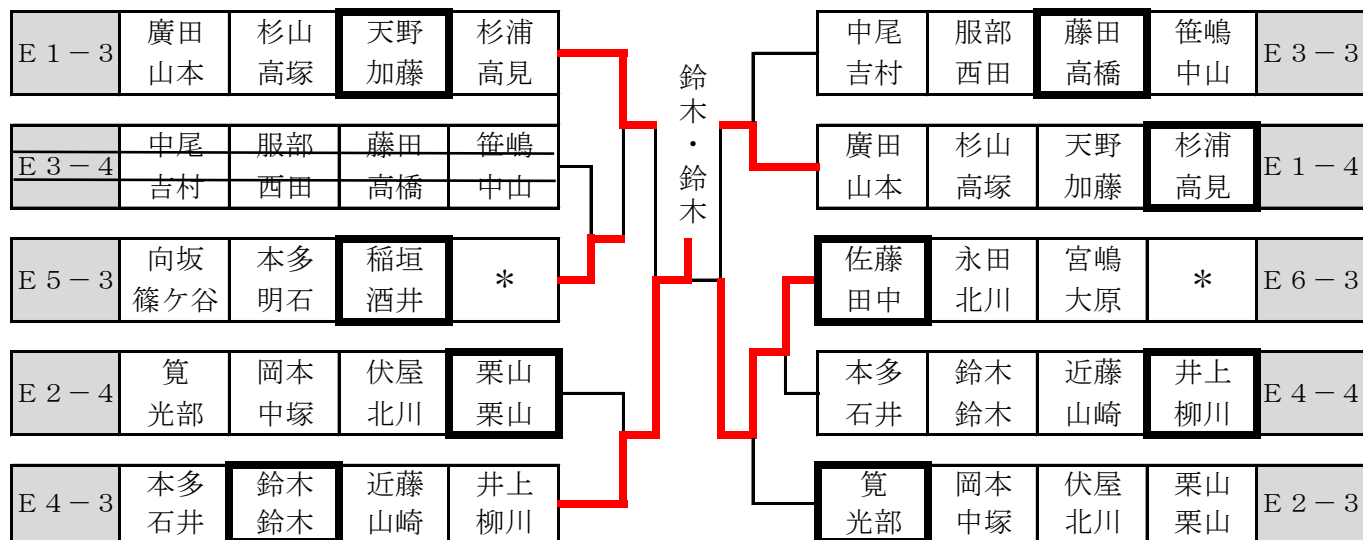 E1-3 廣田 杉山 天野 杉浦
山本 高塚 加藤 高見
E3-4 中尾 服部 藤田 笹嶋
吉村 西田 高橋 中山
E5-3 向坂 本多 稲垣 *
篠ケ谷 明石 酒井
E2-4 筧 岡本 伏屋 栗山
光部 中塚 北川 栗山
E4-3 本多 鈴木 近藤 井上
石井 鈴木 山崎 柳川
鈴木・鈴木
中尾 服部 藤田 笹嶋 E3-3
吉村 西田 高橋 中山
廣田 杉山 天野 杉浦 E1-4
山本 高塚 加藤 高見
佐藤 永田 宮嶋 * E6-3
田中 北川 大原
本多 鈴木 近藤 井上 E4-4
石井 鈴木 山崎 柳川
筧 岡本 伏屋 栗山 E2-3
光部 中塚 北川 栗山